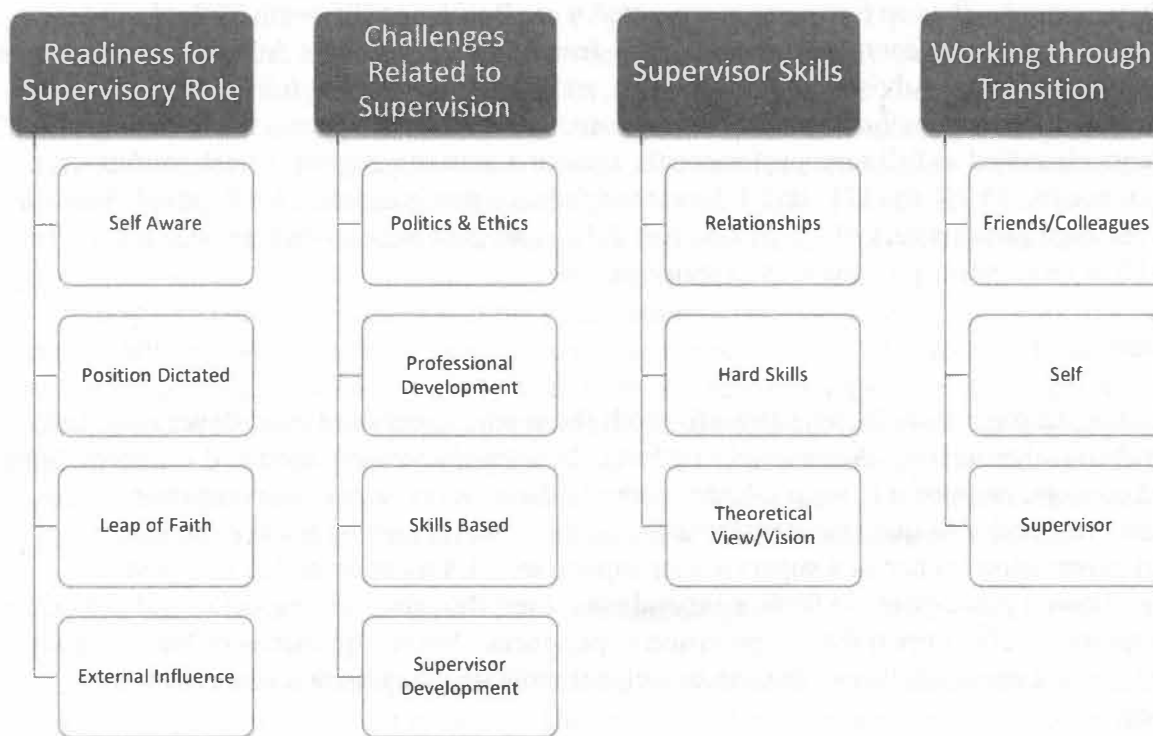 Readiness for
Supervisory Role
Self Aware
Position Dictated
Leap of Faith
External Influence
Challenges
Related to
Supervision
Politics & Ethics
Professional
Development
Skills Based
Supervisor
Development
Supervisor Skills
Relationships
Hard Skills
Theoretical
View/Vision
Working through
Transition
Friends/Colleagues
Self
Supervisor